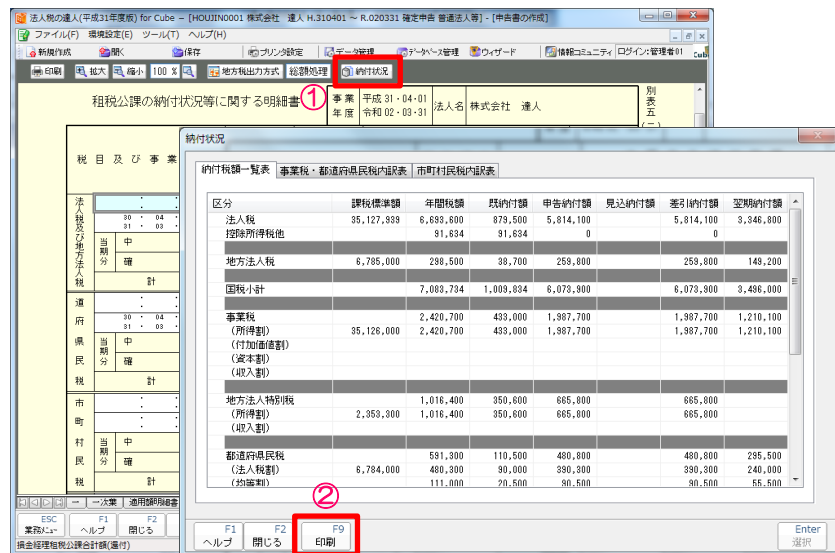 法人税の達人(平成31年度版) for Cube - [HOUJIN0001 株式会社 達人 H.310401 ～ R.020331 確定申告 普通法人等] - [申告書の作成]
ファイル(F) 環境設定(E) ツール(T) ヘルプ(H)
新規作成 開く 保存 プリンタ設定 データ管理 データベース管理 ウィザード 情報コミュニティ ログイン:管理者01
印刷 拡大 縮小 100 % 地方税出力方式 総額処理 納付状況
①
租税公課の納付状況等に関する明細書
事業年度 平成 31・04・01 令和 02・03・31 法人名 株式会社 達人
別表五(二)
税 目 及 び 事 業
法人税及び地方法人税
30 ・ 04 ・
31 ・ 03 ・
当期分 中
確
計
道府県民税
30 ・ 04 ・
31 ・ 03 ・
当期分 中
確
計
市町村民税
当期分 中
確
計
一次葉 適用額明細書
ESC 業務メニュー F1 ヘルプ F2 閉じる
損金経理租税公課合計額(還付)
納付状況
納付税額一覧表 事業税・都道府県民税内訳表 市町村民税内訳表
区分 課税標準額 年間税額 既納付額 申告納付額 見込納付額 差引納付額 翌期納付額
法人税 35,127,939 6,693,600 879,500 5,814,100 5,814,100 3,346,800
控除所得税他 91,634 91,634 0 0
地方法人税 6,785,000 298,500 38,700 259,800 259,800 149,200
国税小計 7,083,734 1,009,834 6,073,900 6,073,900 3,496,000
事業税 2,420,700 433,000 1,987,700 1,987,700 1,210,100
(所得割) 35,126,000 2,420,700 433,000 1,987,700 1,987,700 1,210,100
(付加価値割)
(資本割)
(収入割)
地方法人特別税 1,016,400 350,600 665,800 665,800
(所得割) 2,353,300 1,016,400 350,600 665,800 665,800
(収入割)
都道府県民税 591,300 110,500 480,800 480,800 295,500
(法人税割) 6,784,000 480,300 90,000 390,300 390,300 240,000
(均等割) 111,000 20,500 90,500 90,500 55,500
②
F1 ヘルプ F2 閉じる F9 印刷 Enter 選択